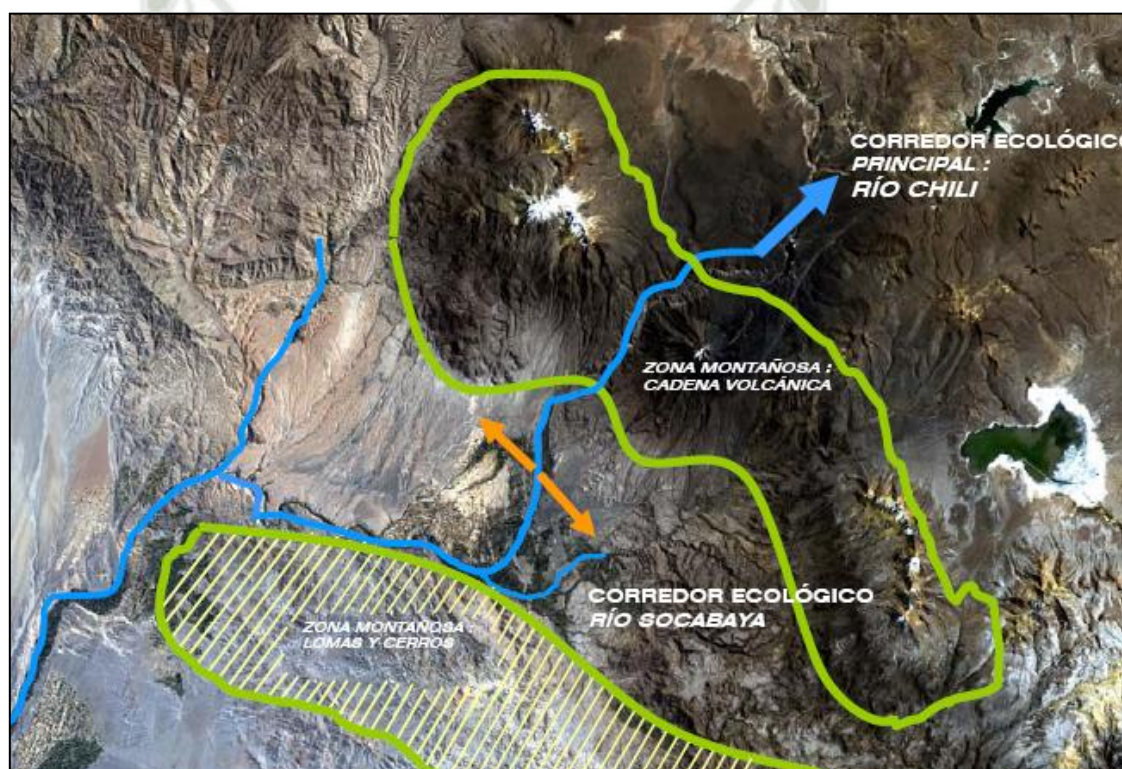 CORREDOR ECOLÓGICO
PRINCIPAL :
RÍO CHILI
ZONA MONTAÑOSA :
CADENA VOLCÁNICA
CORREDOR ECOLÓGICO
RÍO SOCABAYA
ZONA MONTAÑOSA :
LOMAS Y CERROS